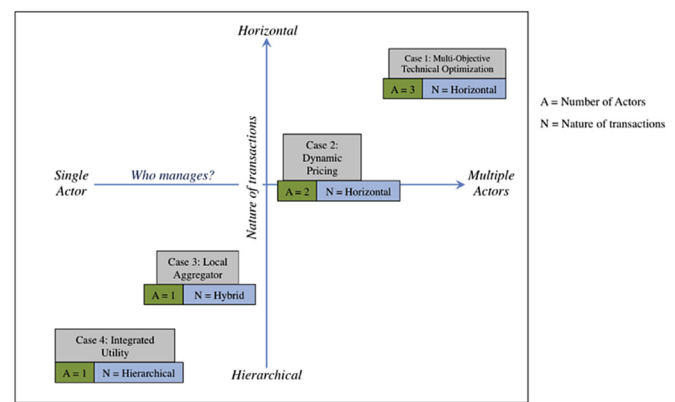 Horizontal
Case 1: Multi-Objective
Technical Optimization
A = 3
N = Horizontal
A = Number of Actors
N = Nature of transactions
Nature of transactions
Case 2:
Dynamic
Pricing
A = 2
N = Horizontal
Single
Actor
Who manages?
Multiple
Actors
Case 3: Local
Aggregator
A = 1
N = Hybrid
Case 4: Integrated
Utility
A = 1
N = Hierarchical
Hierarchical